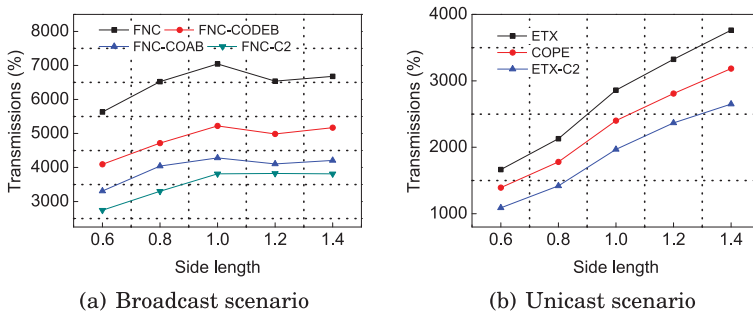 FNC FNC-CODEB
FNC-COAB FNC-C2
Transmissions (%)
8000
7000
6000
5000
4000
3000
0.6 0.8 1.0 1.2 1.4
Side length
(a) Broadcast scenario
ETX
COPE
ETX-C2
Transmissions (%)
4000
3000
2000
1000
0.6 0.8 1.0 1.2 1.4
Side length
(b) Unicast scenario